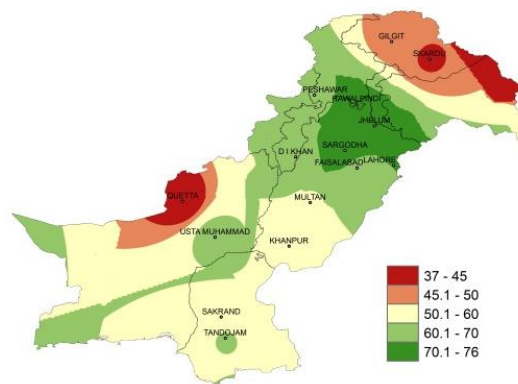 GILGIT
SKARDU
PESHAWAR
RAWALPINDI
JHELUM
SARGODHA
D I KHAN
FAISALABAD
LAHORE
QUETTA
MULTAN
USTA MUHAMMAD
KHANPUR
SAKRAND
TANDOJAM
37 - 45
45.1 - 50
50.1 - 60
60.1 - 70
70.1 - 76